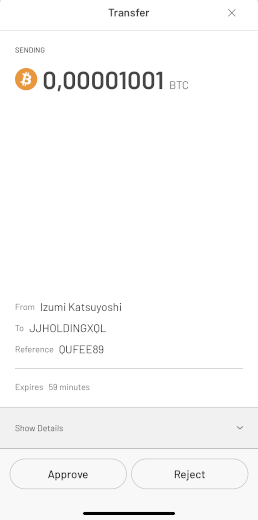 Transfer
SENDING
0,00001001 BTC
From Izumi Katsuyoshi
To JJHOLDINGXQL
Reference QUFEE89
Expires 59 minutes
Show Details
Approve Reject